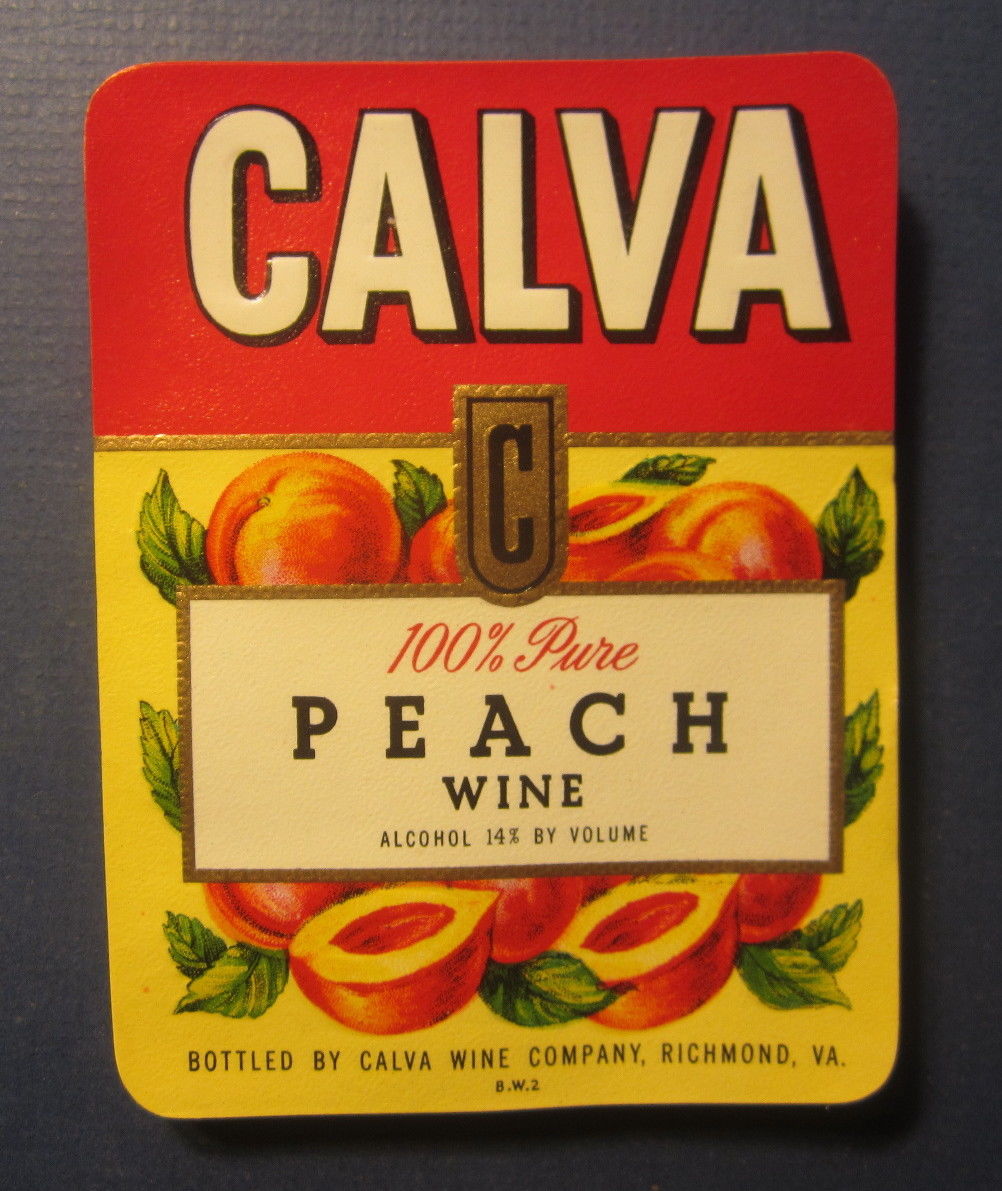 CALVA
C
100% Pure
PEACH
WINE
ALCOHOL 14% BY VOLUME
BOTTLED BY CALVA WINE COMPANY, RICHMOND, VA.
B.W.2